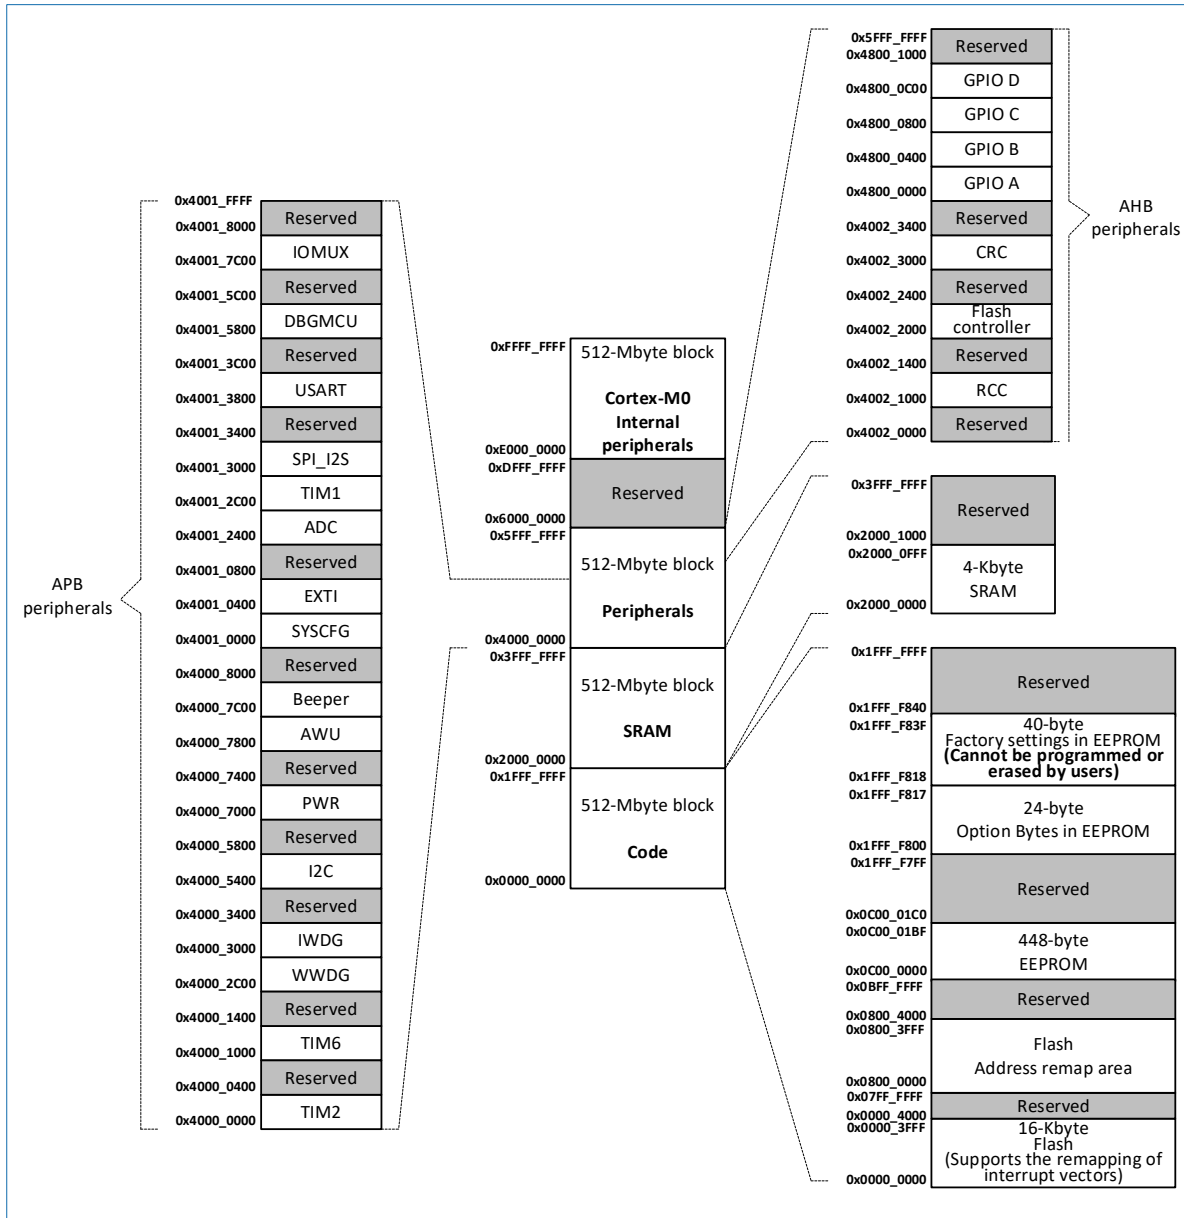 APB
peripherals
0x4001_FFFF
Reserved
0x4001_8000
IOMUX
0x4001_7C00
Reserved
0x4001_5C00
DBGMCU
0x4001_5800
Reserved
0x4001_3C00
USART
0x4001_3800
Reserved
0x4001_3400
SPI_I2S
0x4001_3000
TIM1
0x4001_2C00
ADC
0x4001_2400
Reserved
0x4001_0800
EXTI
0x4001_0400
SYSCFG
0x4001_0000
Reserved
0x4000_8000
Beeper
0x4000_7C00
AWU
0x4000_7800
Reserved
0x4000_7400
PWR
0x4000_7000
Reserved
0x4000_5800
I2C
0x4000_5400
Reserved
0x4000_3400
IWDG
0x4000_3000
WWDG
0x4000_2C00
Reserved
0x4000_1400
TIM6
0x4000_1000
Reserved
0x4000_0400
TIM2
0x4000_0000
0xFFFF_FFFF
512-Mbyte block
Cortex-M0
Internal
peripherals
0xE000_0000
0xDFFF_FFFF
Reserved
0x6000_0000
0x5FFF_FFFF
512-Mbyte block
Peripherals
0x4000_0000
0x3FFF_FFFF
512-Mbyte block
SRAM
0x2000_0000
0x1FFF_FFFF
512-Mbyte block
Code
0x0000_0000
0x5FFF_FFFF
Reserved
0x4800_1000
GPIO D
0x4800_0C00
GPIO C
0x4800_0800
GPIO B
0x4800_0400
GPIO A
0x4800_0000
Reserved
0x4002_3400
CRC
0x4002_3000
Reserved
0x4002_2400
Flash
controller
0x4002_2000
Reserved
0x4002_1400
RCC
0x4002_1000
Reserved
0x4002_0000
AHB
peripherals
0x3FFF_FFFF
Reserved
0x2000_1000
0x2000_0FFF
4-Kbyte
SRAM
0x2000_0000
0x1FFF_FFFF
Reserved
0x1FFF_F840
0x1FFF_F83F
40-byte
Factory settings in EEPROM
(Cannot be programmed or
erased by users)
0x1FFF_F818
0x1FFF_F817
24-byte
Option Bytes in EEPROM
0x1FFF_F800
0x1FFF_F7FF
Reserved
0x0C00_01C0
0x0C00_01BF
448-byte
EEPROM
0x0C00_0000
0x0BFF_FFFF
Reserved
0x0800_4000
0x0800_3FFF
Flash
Address remap area
0x0800_0000
0x07FF_FFFF
Reserved
0x0000_4000
0x0000_3FFF
16-Kbyte
Flash
(Supports the remapping of
interrupt vectors)
0x0000_0000